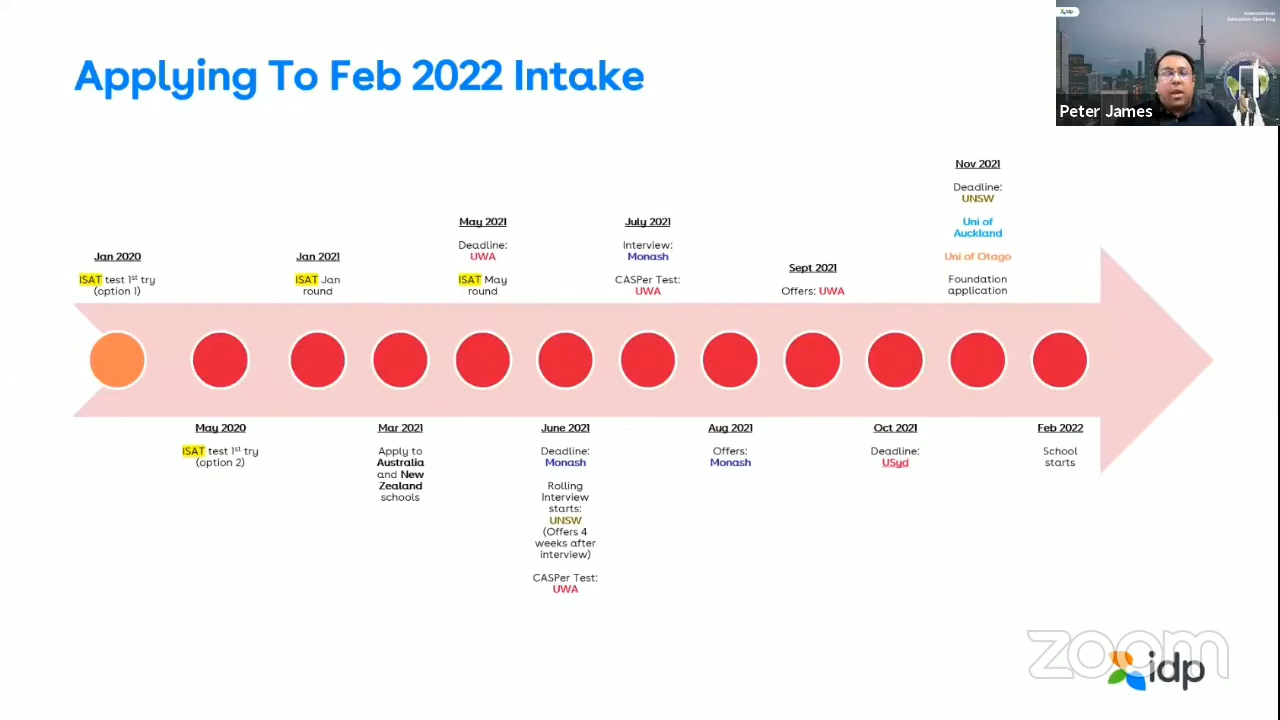 idp
International
Education Open Day
Peter James
Applying To Feb 2022 Intake
Jan 2020
ISAT test 1st try
(option 1)
May 2020
ISAT test 1st try
(option 2)
Jan 2021
ISAT Jan
round
Mar 2021
Apply to
Australia
and New
Zealand
schools
May 2021
Deadline:
UWA
ISAT May
round
June 2021
Deadline:
Monash
Rolling
Interview
starts:
UNSW
(Offers 4
weeks after
interview)
CASPer Test:
UWA
July 2021
Interview:
Monash
CASPer Test:
UWA
Aug 2021
Offers:
Monash
Sept 2021
Offers: UWA
Oct 2021
Deadline:
USyd
Nov 2021
Deadline:
UNSW
Uni of
Auckland
Uni of Otago
Foundation
application
Feb 2022
School
starts
zoom
idp